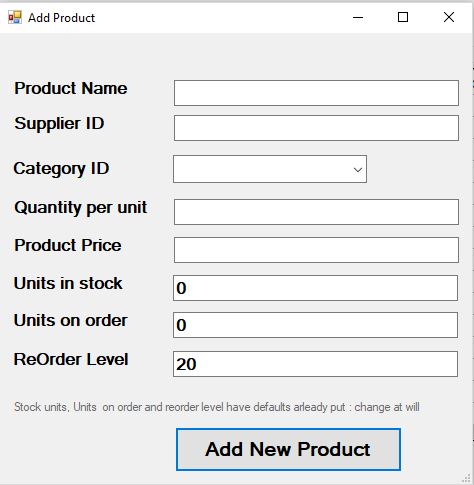 Add Product
Product Name
Supplier ID
Category ID
Quantity per unit
Product Price
Units in stock 0
Units on order 0
ReOrder Level 20
Stock units, Units on order and reorder level have defaults arleady put : change at will
Add New Product